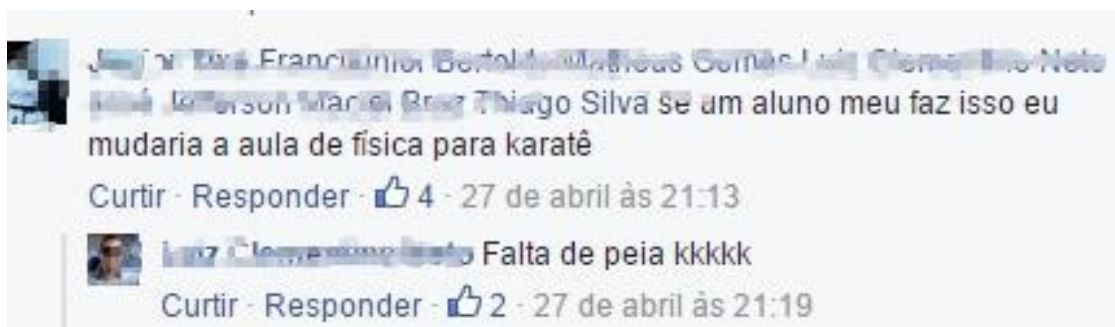 Thiago Silva se um aluno meu faz isso eu
mudaria a aula de física para karatê
Curtir · Responder · 4 · 27 de abril às 21:13
Falta de peia kkkkk
Curtir · Responder · 2 · 27 de abril às 21:19